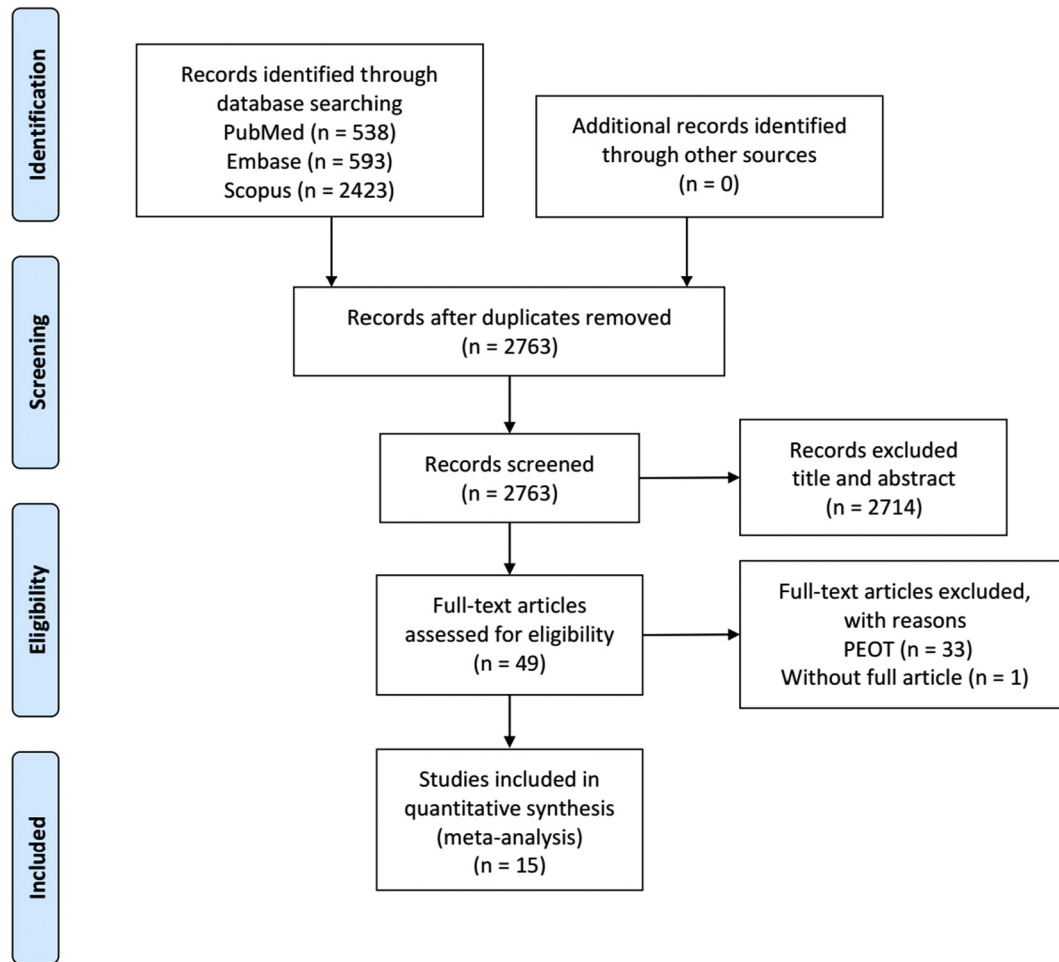 Identification
Records identified through
database searching
PubMed (n = 538)
Embase (n = 593)
Scopus (n = 2423)
Additional records identified
through other sources
(n = 0)
Screening
Records after duplicates removed
(n = 2763)
Records screened
(n = 2763)
Records excluded
title and abstract
(n = 2714)
Eligibility
Full-text articles
assessed for eligibility
(n = 49)
Full-text articles excluded,
with reasons
PEOT (n = 33)
Without full article (n = 1)
Included
Studies included in
quantitative synthesis
(meta-analysis)
(n = 15)